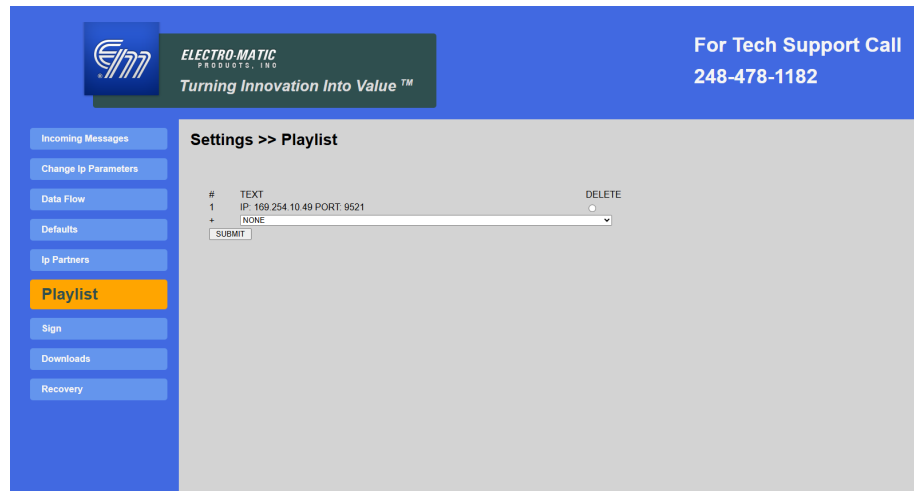 Em
ELECTRO-MATIC
PRODUCTS, INC
Turning Innovation Into Value ™
For Tech Support Call
248-478-1182
Incoming Messages
Change Ip Parameters
Data Flow
Defaults
Ip Partners
Playlist
Sign
Downloads
Recovery
Settings >> Playlist
# TEXT DELETE
1 IP: 169.254.10.49 PORT: 9521
+ NONE
SUBMIT